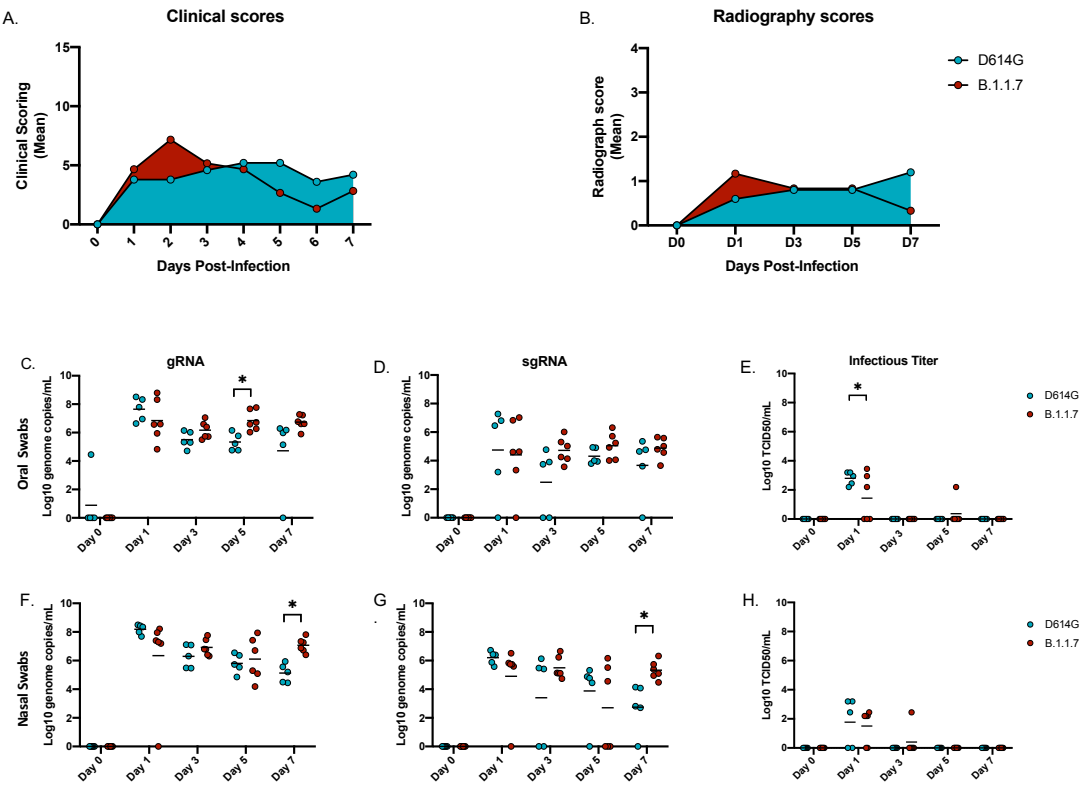 A.
Clinical scores
Clinical Scoring
(Mean)
15
10
5
0
0 1 2 3 4 5 6 7
Days Post-Infection
B.
Radiography scores
Radiograph score
(Mean)
4
3
2
1
0
D0 D1 D3 D5 D7
Days Post-Infection
D614G
B.1.1.7
Oral Swabs
C.
gRNA
Log10 genome copies/mL
10
8
6
4
2
0
*
Day 0 Day 1 Day 3 Day 5 Day 7
D.
sgRNA
Log10 genome copies/mL
10
8
6
4
2
0
Day 0 Day 1 Day 3 Day 5 Day 7
E.
Infectious Titer
Log10 TCID50/mL
10
8
6
4
2
0
*
Day 0 Day 1 Day 3 Day 5 Day 7
D614G
B.1.1.7
Nasal Swabs
F.
Log10 genome copies/mL
10
8
6
4
2
0
*
Day 0 Day 1 Day 3 Day 5 Day 7
G
.
Log10 genome copies/mL
10
8
6
4
2
0
*
Day 0 Day 1 Day 3 Day 5 Day 7
H.
Log10 TCID50/mL
10
8
6
4
2
0
Day 0 Day 1 Day 3 Day 5 Day 7
D614G
B.1.1.7